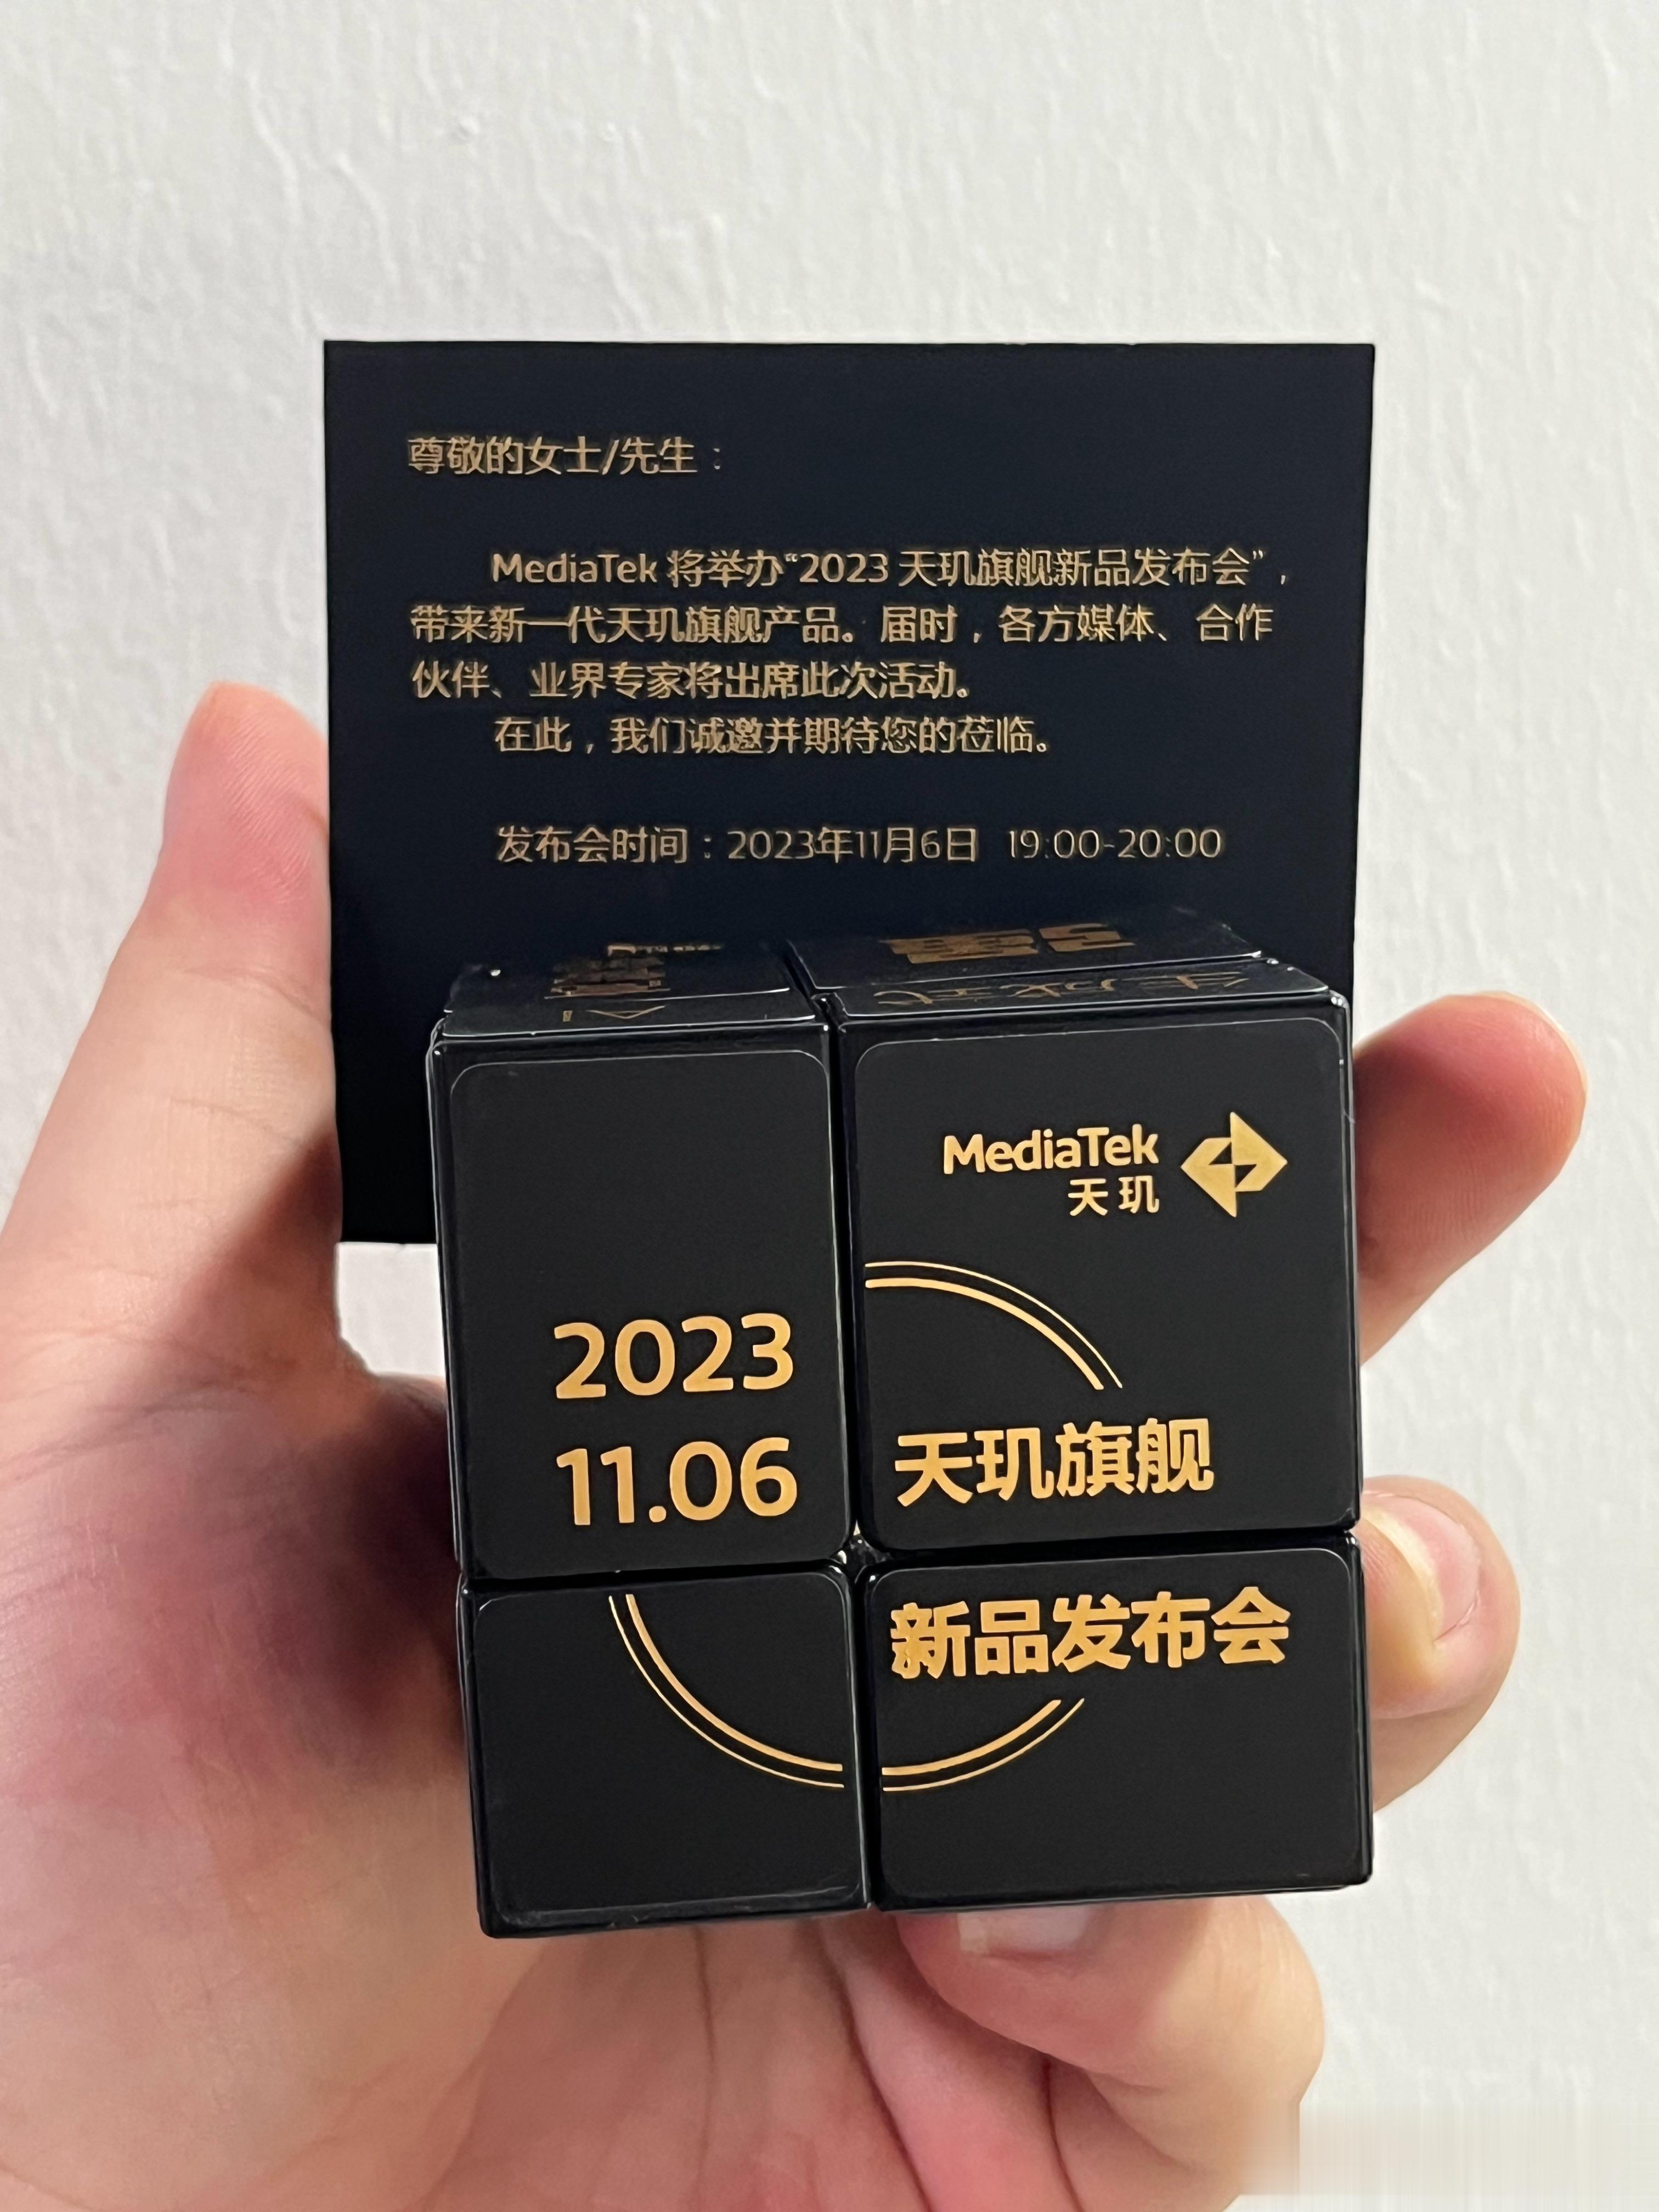 尊敬的女士/先生：
MediaTek 将举办“2023 天玑旗舰新品发布会”，
带来新一代天玑旗舰产品。届时，各方媒体、合作
伙伴、业界专家将出席此次活动。
在此，我们诚邀并期待您的莅临。
发布会时间：2023年11月6日 19:00-20:00
生成式
MediaTek
天玑
2023
11.06
天玑旗舰
新品发布会